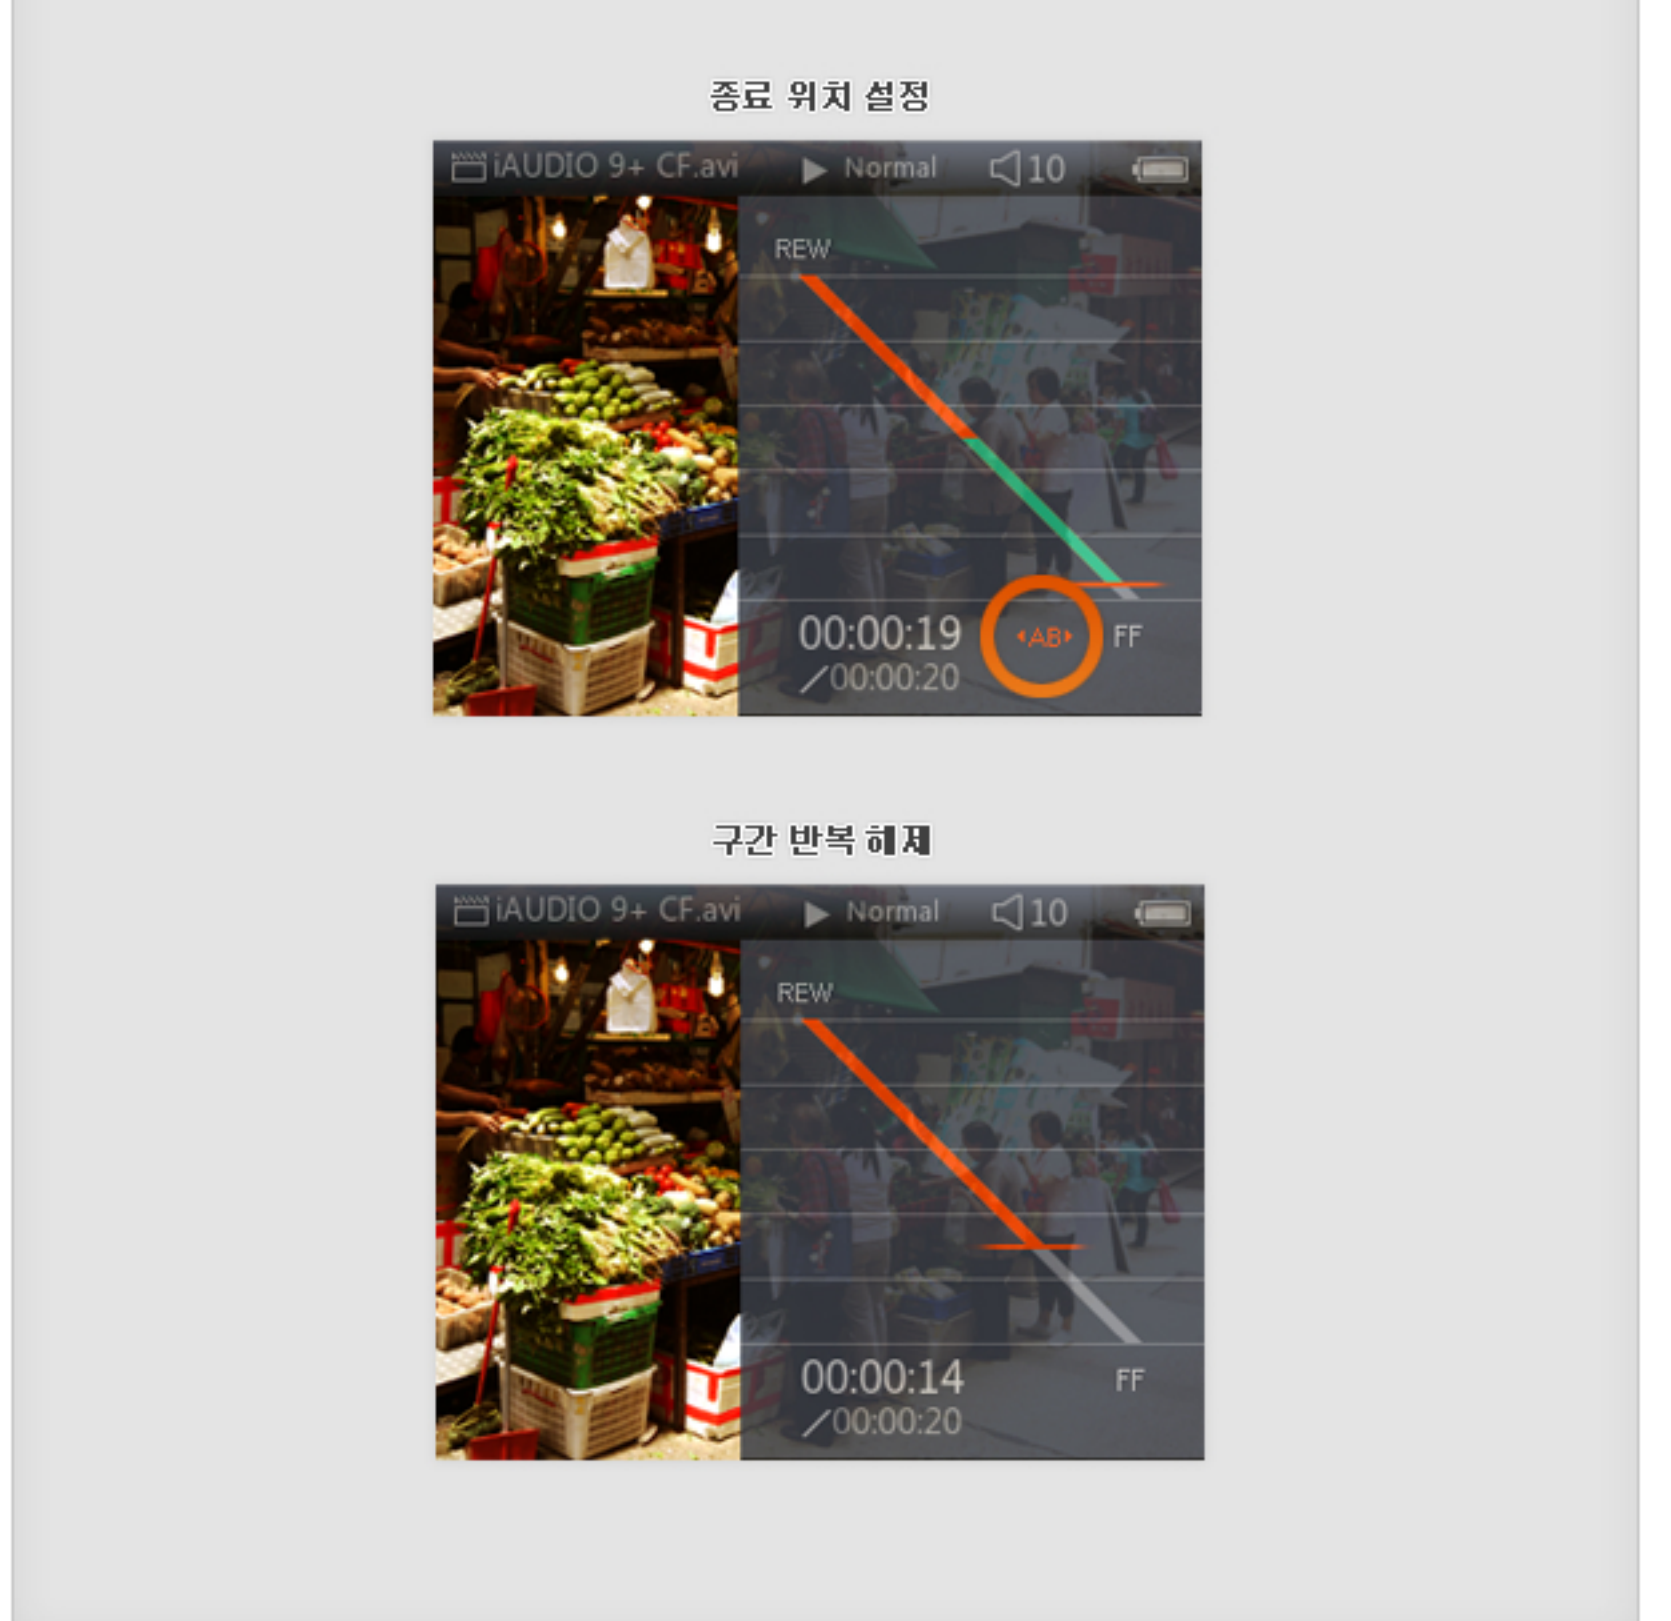 종료 위치 설정
iAUDIO 9+ CF.avi ▶ Normal 10
REW
00:00:19 ◂AB▸ FF
/00:00:20
구간 반복 해제
iAUDIO 9+ CF.avi ▶ Normal 10
REW
00:00:14 FF
/00:00:20